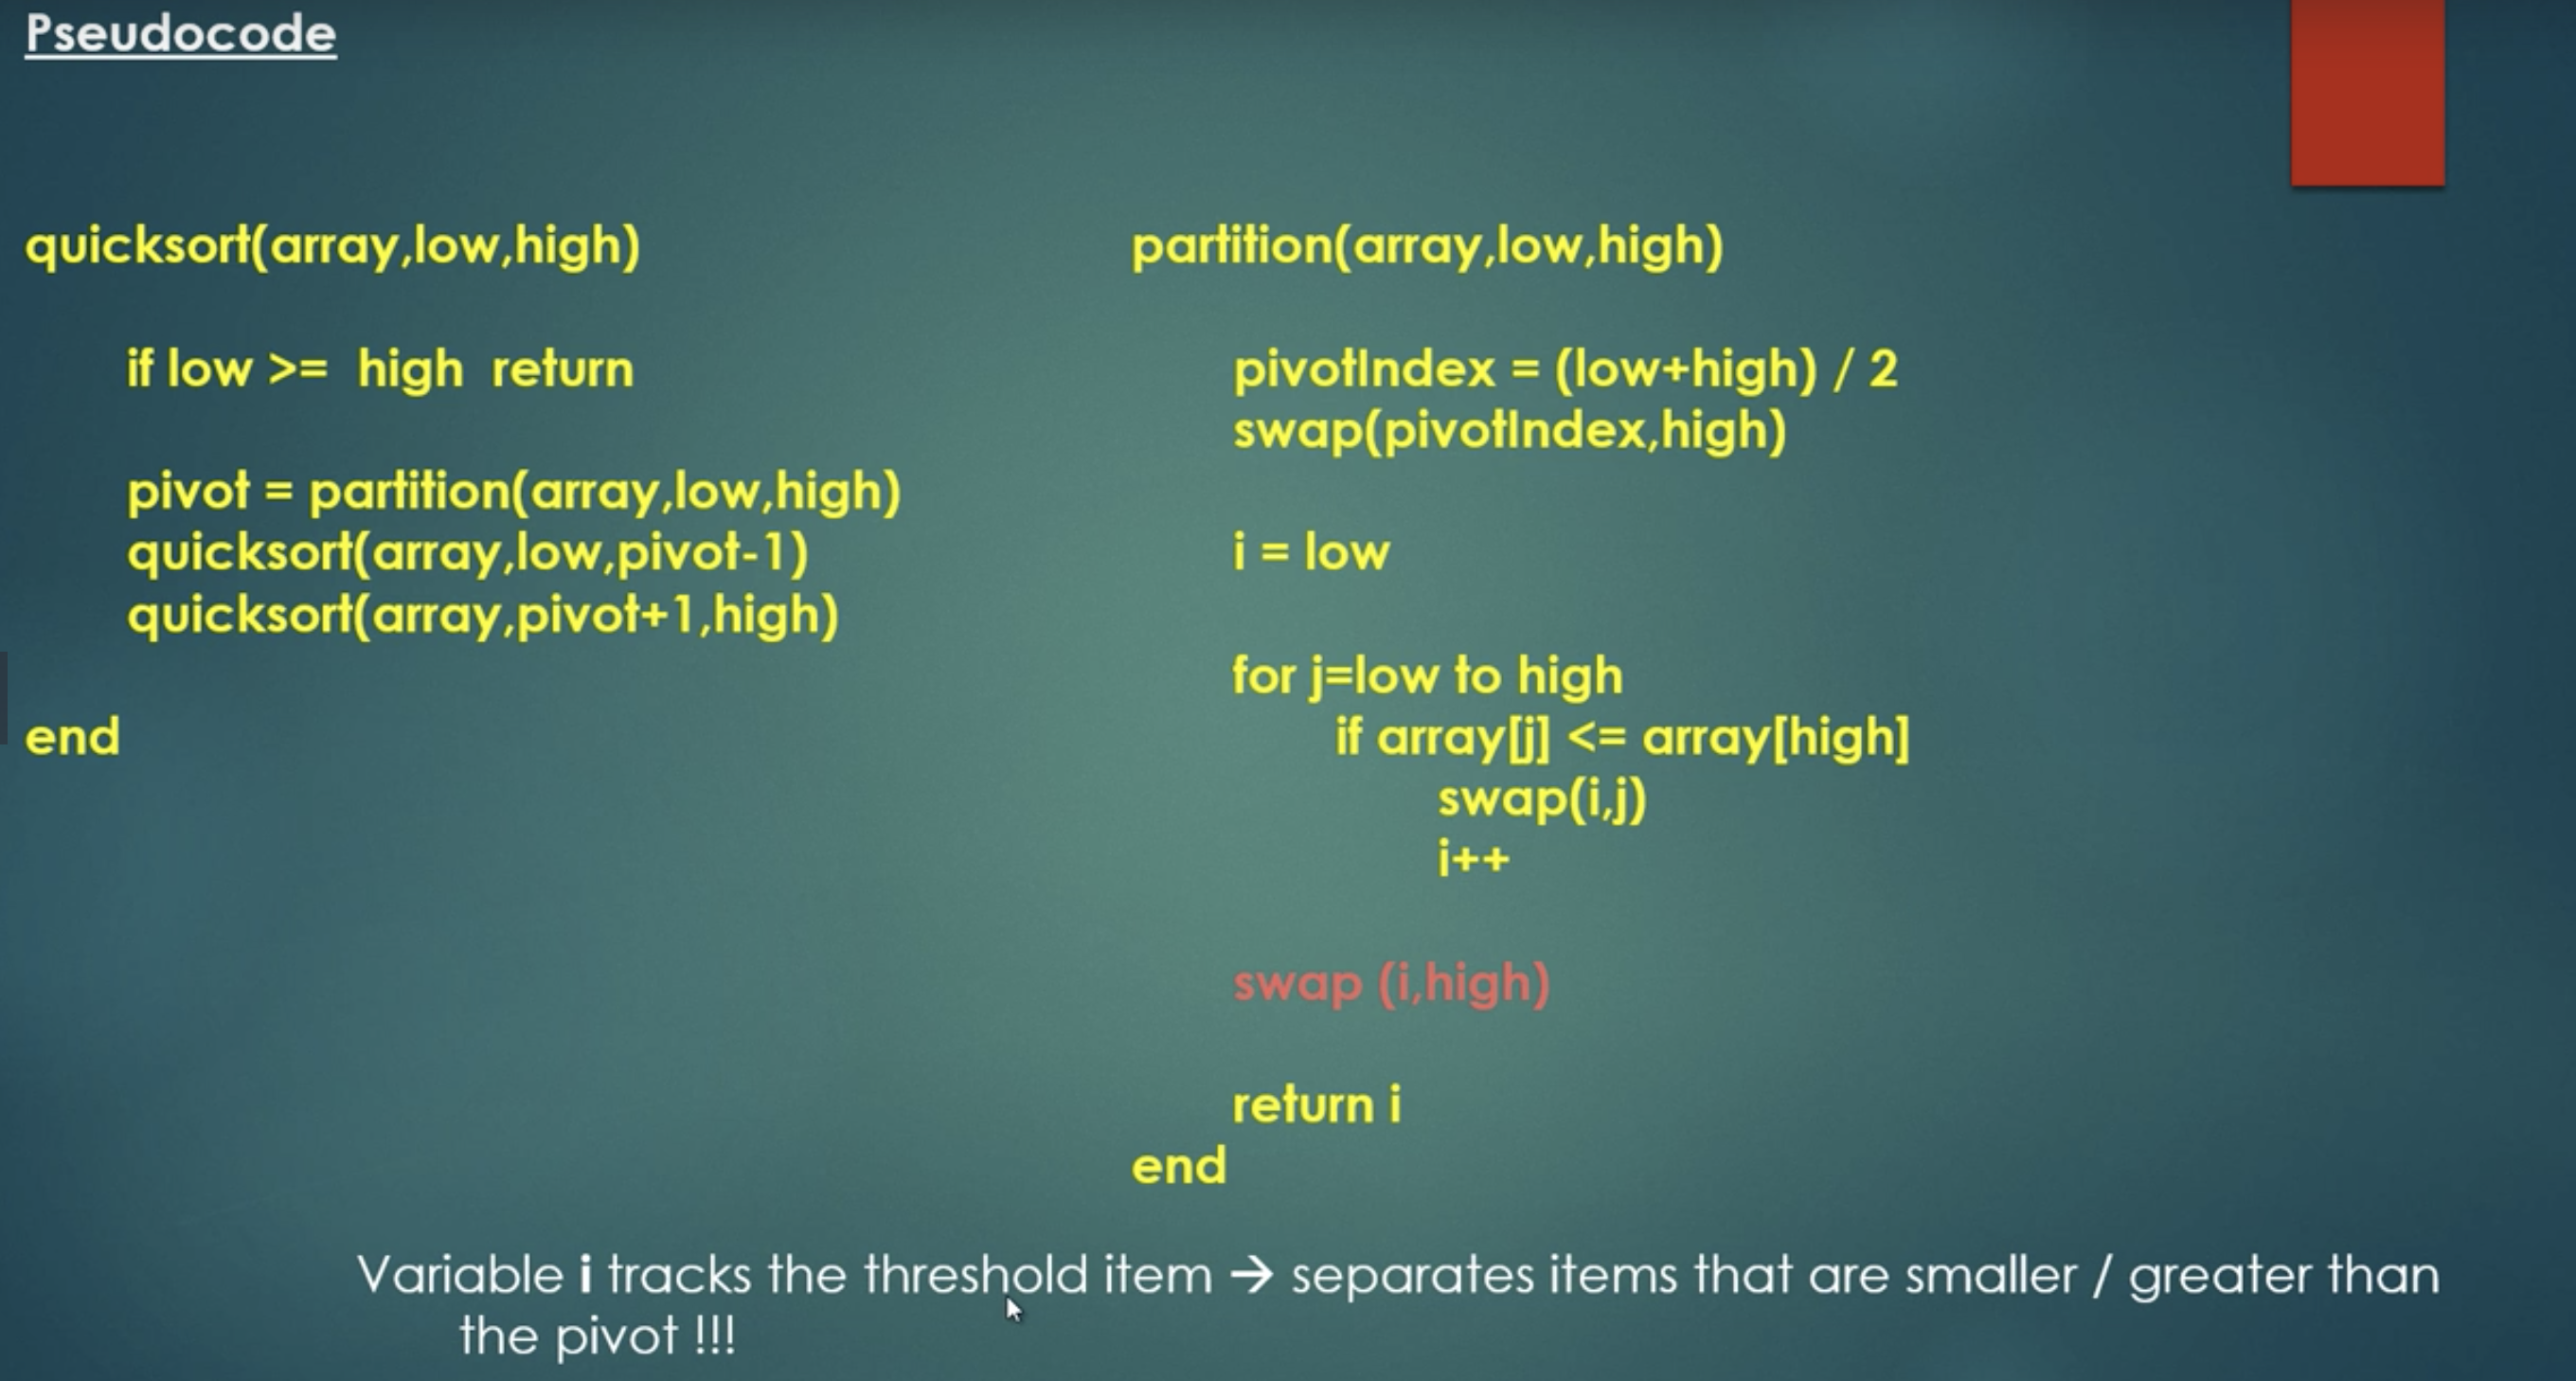 Pseudocode
quicksort(array,low,high)
if low >= high return
pivot = partition(array,low,high)
quicksort(array,low,pivot-1)
quicksort(array,pivot+1,high)
end
partition(array,low,high)
pivotIndex = (low+high) / 2
swap(pivotIndex,high)
i = low
for j=low to high
if array[j] <= array[high]
swap(i,j)
i++
swap (i,high)
return i
end
Variable i tracks the threshold item → separates items that are smaller / greater than
the pivot !!!